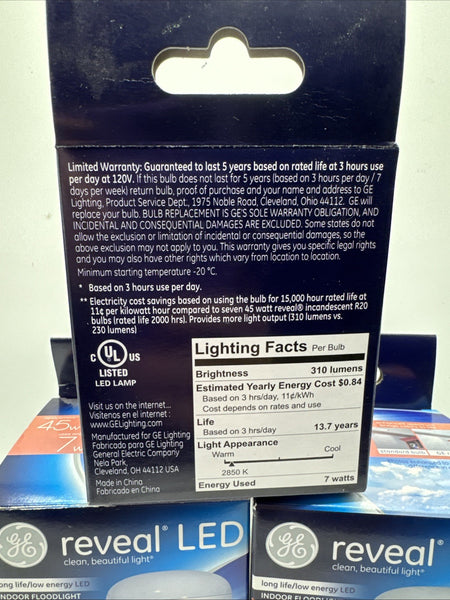 Limited Warranty: Guaranteed to last 5 years based on rated life at 3 hours use
per day at 120V. If this bulb does not last for 5 years (based on 3 hours per day / 7
days per week) return bulb, proof of purchase and your name and address to GE
Lighting, Product Service Dept., 1975 Noble Road, Cleveland, Ohio 44112. GE will
replace your bulb. BULB REPLACEMENT IS GE'S SOLE WARRANTY OBLIGATION, AND
INCIDENTAL AND CONSEQUENTIAL DAMAGES ARE EXCLUDED. Some states do not
allow the exclusion or limitation of incidental or consequential damages, so the
above exclusion may not apply to you. This warranty gives you specific legal rights
and you may also have other rights which vary from location to location.
Minimum starting temperature -20 °C.
* Based on 3 hours use per day.
** Electricity cost savings based on using the bulb for 15,000 hour rated life at
11¢ per kilowatt hour compared to seven 45 watt reveal® incandescent R20
bulbs (rated life 2000 hrs). Provides more light output (310 lumens vs.
230 lumens)
c UL US
LISTED
LED LAMP
Visit us on the internet...
Visitenos en el internet :
www.GELighting.com
Manufactured for GE Lighting
Fabricado para GE Lighting
General Electric Company
Nela Park,
Cleveland, OH 44112 USA
Made in China
Fabricado en China
Lighting Facts Per Bulb
Brightness 310 lumens
Estimated Yearly Energy Cost $0.84
Based on 3 hrs/day, 11¢/kWh
Cost depends on rates and use
Life
Based on 3 hrs/day 13.7 years
Light Appearance
Warm Cool
2850 K
Energy Used 7 watts
45w
7
standard bulb
GE reveal® LED
clean, beautiful light®
long life/low energy LED
INDOOR FLOODLIGHT
GE reveal®
clean, beautiful light®
long life/low energy LED
INDOOR FLOODLIGHT